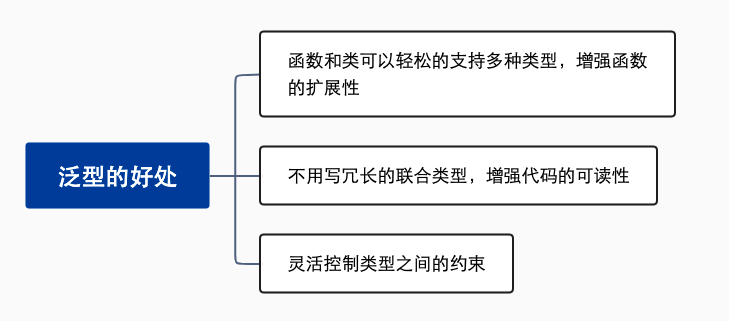 泛型的好处
函数和类可以轻松的支持多种类型，增强函数
的扩展性
不用写冗长的联合类型，增强代码的可读性
灵活控制类型之间的约束